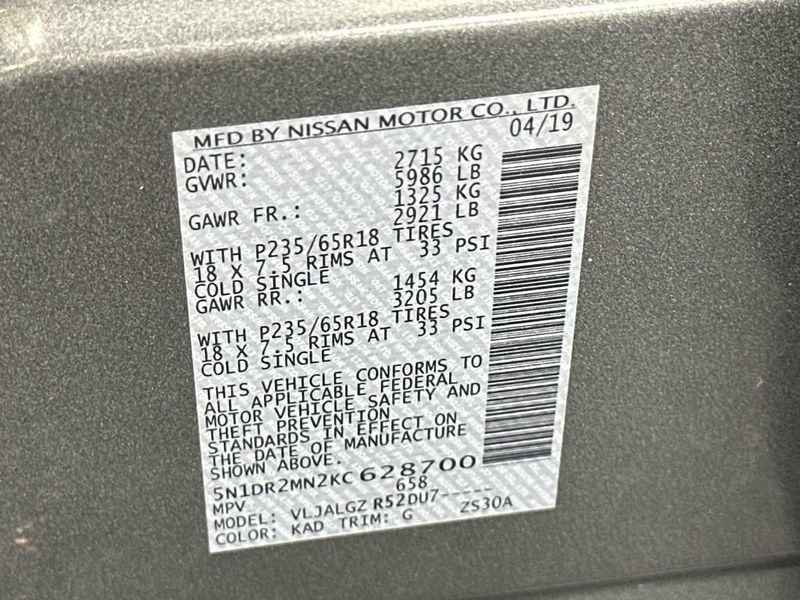 MFD BY NISSAN MOTOR CO., LTD.
DATE: 04/19
GVWR: 2715 KG
5986 LB
GAWR FR.: 1325 KG
2921 LB
WITH P235/65R18 TIRES
18 X 7.5 RIMS AT 33 PSI
COLD SINGLE
GAWR RR.: 1454 KG
3205 LB
WITH P235/65R18 TIRES
18 X 7.5 RIMS AT 33 PSI
COLD SINGLE
THIS VEHICLE CONFORMS TO
ALL APPLICABLE FEDERAL
MOTOR VEHICLE SAFETY AND
THEFT PREVENTION
STANDARDS IN EFFECT ON
THE DATE OF MANUFACTURE
SHOWN ABOVE
5N1DR2MN2KC628700
MPV 658
MODEL: VLJALGZ R52DU7-----
COLOR: KAD TRIM: G ZS30A